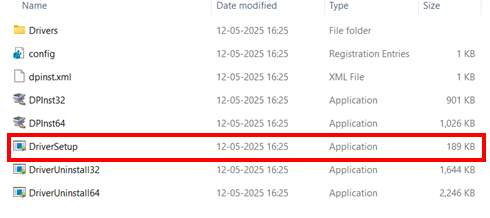 Name Date modified Type Size
Drivers 12-05-2025 16:25 File folder
config 12-05-2025 16:25 Registration Entries 1 KB
dpinst.xml 12-05-2025 16:25 XML File 1 KB
DPInst32 12-05-2025 16:25 Application 901 KB
DPInst64 12-05-2025 16:25 Application 1,026 KB
DriverSetup 12-05-2025 16:25 Application 189 KB
DriverUninstall32 12-05-2025 16:25 Application 1,644 KB
DriverUninstall64 12-05-2025 16:25 Application 2,246 KB